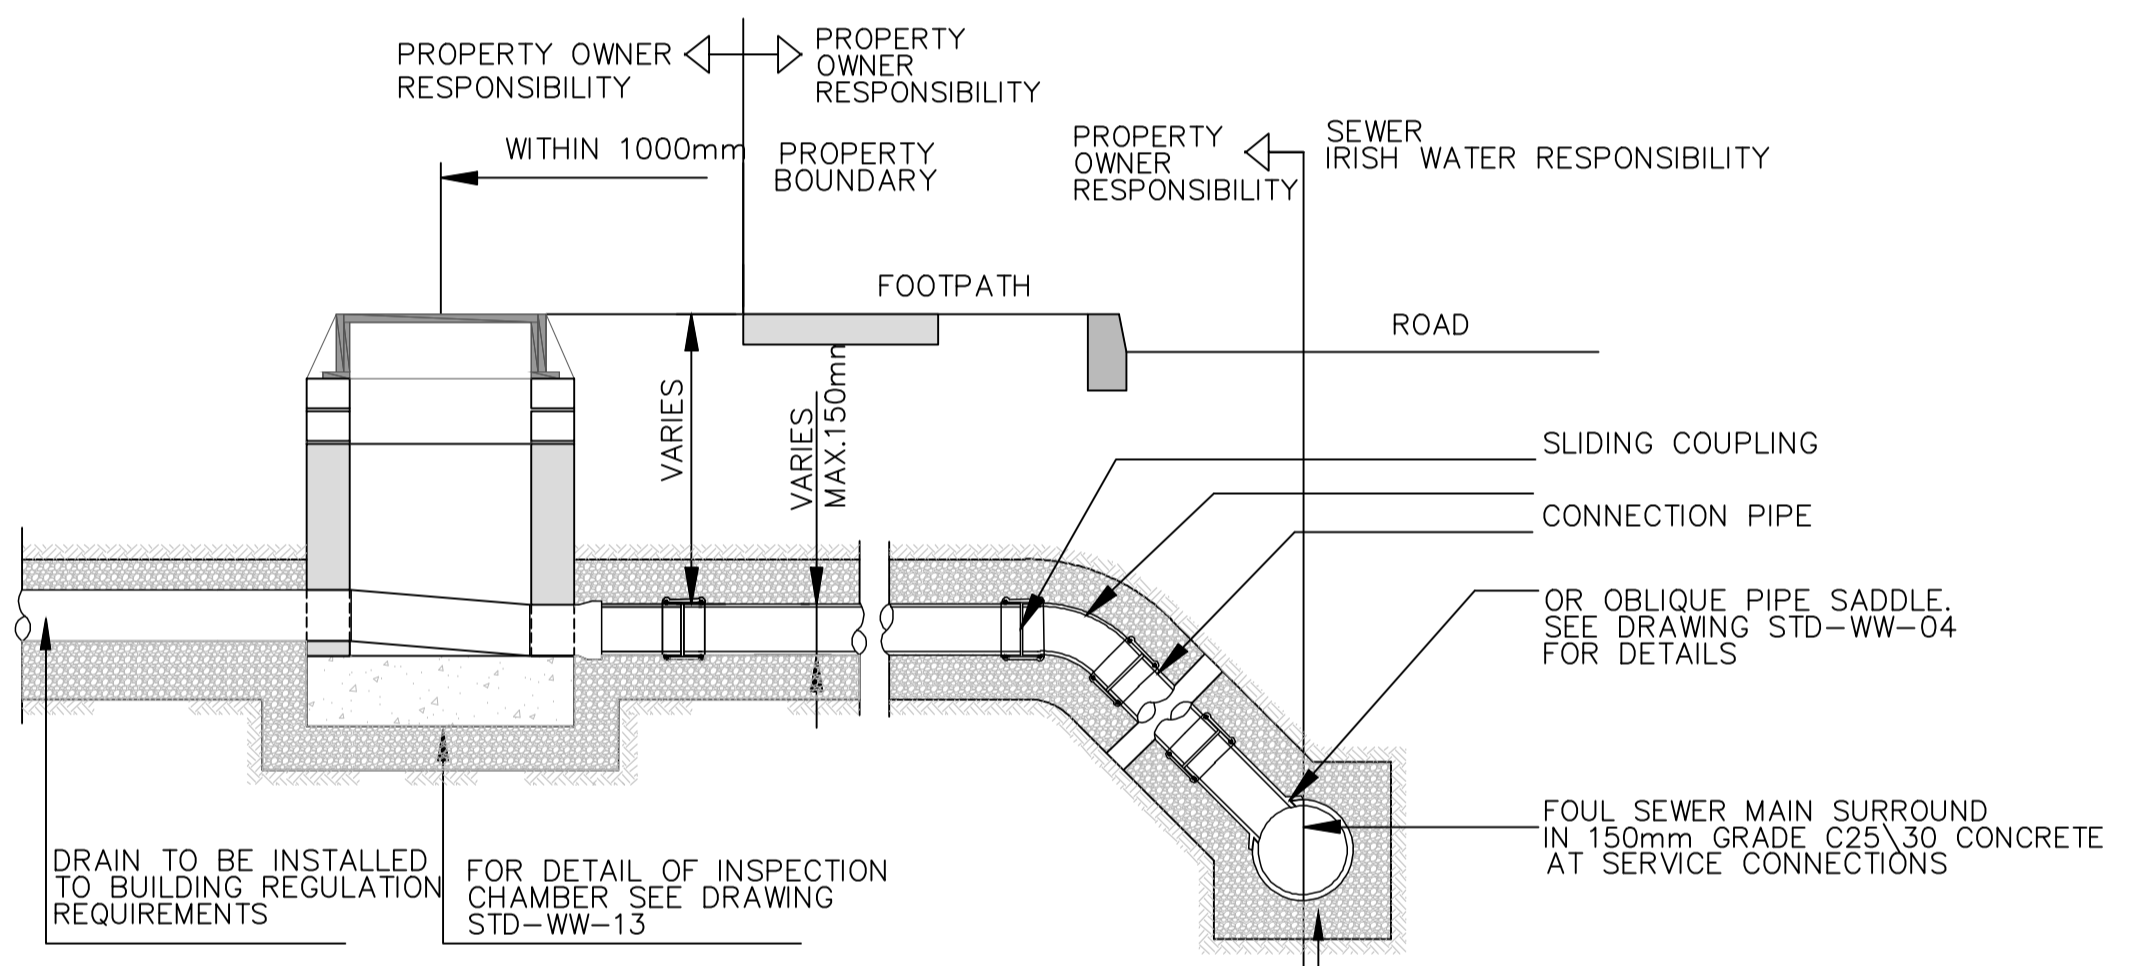 PROPERTY OWNER
RESPONSIBILITY
PROPERTY
OWNER
RESPONSIBILITY
WITHIN 1000mm
PROPERTY
BOUNDARY
PROPERTY
OWNER
RESPONSIBILITY
SEWER
IRISH WATER RESPONSIBILITY
FOOTPATH
ROAD
VARIES
VARIES
MAX.150mm
SLIDING COUPLING
CONNECTION PIPE
OR OBLIQUE PIPE SADDLE.
SEE DRAWING STD-WW-04
FOR DETAILS
FOUL SEWER MAIN SURROUND
IN 150mm GRADE C25\30 CONCRETE
AT SERVICE CONNECTIONS
DRAIN TO BE INSTALLED
TO BUILDING REGULATION
REQUIREMENTS
FOR DETAIL OF INSPECTION
CHAMBER SEE DRAWING
STD-WW-13